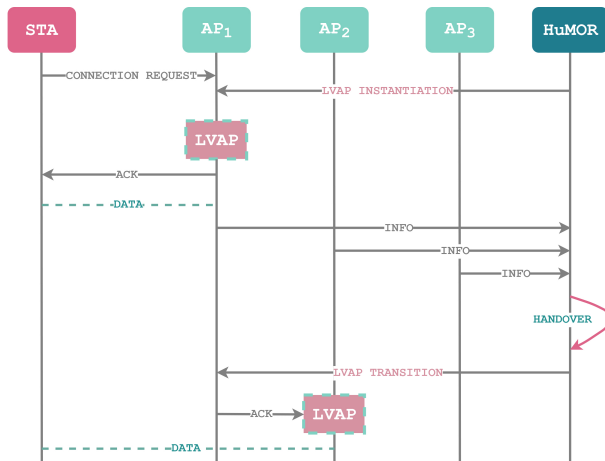 STA
AP1
AP2
AP3
HuMOR
CONNECTION REQUEST
LVAP INSTANTIATION
LVAP
ACK
DATA
INFO
INFO
INFO
HANDOVER
LVAP TRANSITION
ACK
LVAP
DATA